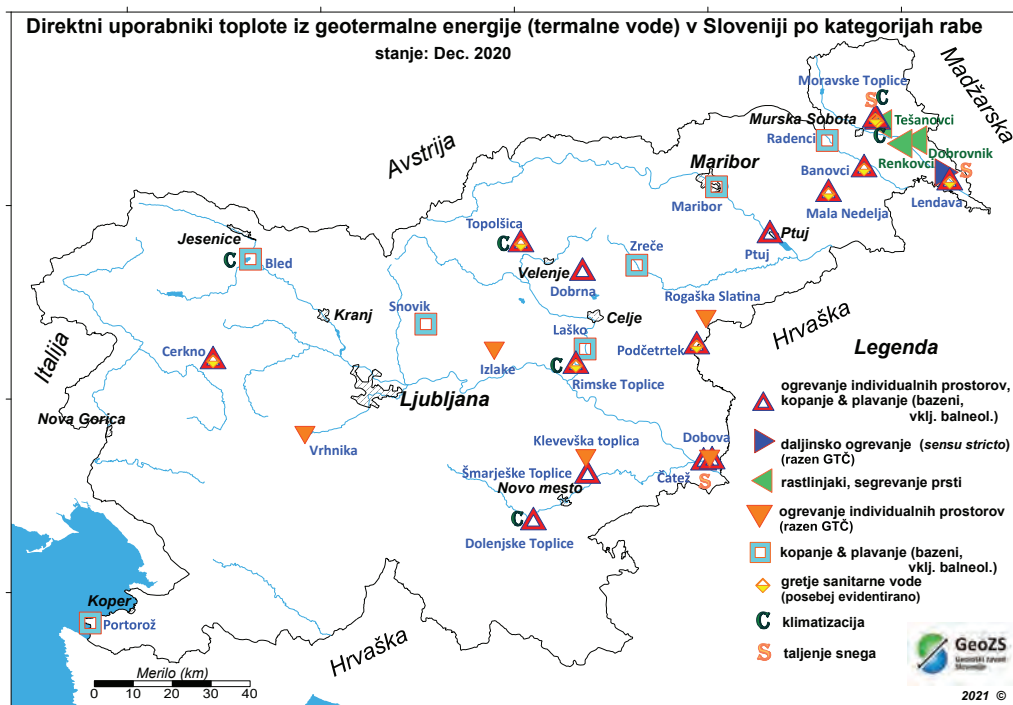 Direktni uporabniki toplote iz geotermalne energije (termalne vode) v Sloveniji po kategorijah rabe
stanje: Dec. 2020
Moravske Toplice
S
C
Madžarska
Murska Sobota
Tešanovci
C
Radenci
Dobrovnik
Renkovci
Avstrija
Maribor
Banovci
S
Lendava
Maribor
Mala Nedelja
Topolšica
C
Ptuj
Ptuj
Jesenice
C
Bled
Velenje
Zreče
Dobrna
Rogaška Slatina
Snovik
Kranj
Celje
Laško
Hrvaška
Italija
Cerkno
Podčetrtek
Izlake
C
Rimske Toplice
Ljubljana
Nova Gorica
Vrhnika
Klevevška toplica
Dobova
Šmarješke Toplice
Čatež
S
Novo mesto
C
Dolenjske Toplice
Koper
Portorož
Hrvaška
Merilo (km)
0 10 20 30 40
Legenda
ogrevanje individualnih prostorov,
kopanje & plavanje (bazeni,
vklj. balneol.)
daljinsko ogrevanje (sensu stricto)
(razen GTČ)
rastlinjaki, segrevanje prsti
ogrevanje individualnih prostorov
(razen GTČ)
kopanje & plavanje (bazeni,
vklj. balneol.)
gretje sanitarne vode
(posebej evidentirano)
C klimatizacija
S taljenje snega
GeoZS
Geološki zavod
Slovenije
2021 ©